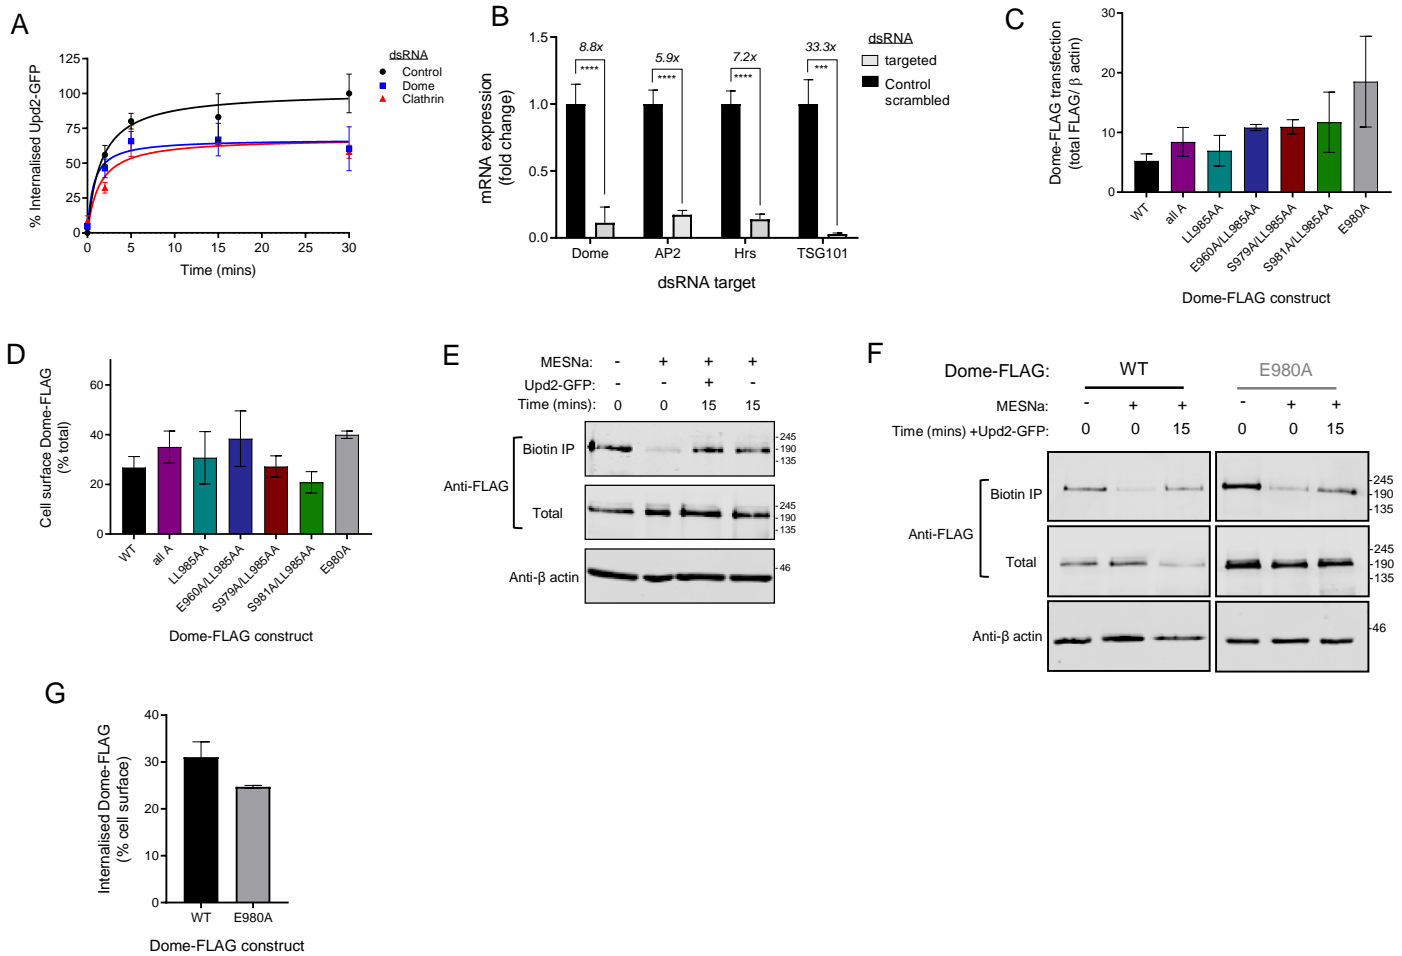 A
% Internalised Upd2-GFP
125
100
75
50
25
0
0 5 10 15 20 25 30
Time (mins)
dsRNA
Control
Dome
Clathrin
B
mRNA expression
(fold change)
1.5
1.0
0.5
0.0
8.8x 5.9x 7.2x 33.3x
**** **** **** ***
Dome AP2 Hrs TSG101
dsRNA target
dsRNA
targeted
Control
scrambled
C
Dome-FLAG transfection
(total FLAG/ β actin)
30
20
10
0
WT all A LL985AA E960A/LL985AA S979A/LL985AA S981A/LL985AA E980A
Dome-FLAG construct
D
Cell surface Dome-FLAG
(% total)
60
40
20
0
WT all A LL985AA E960A/LL985AA S979A/LL985AA S981A/LL985AA E980A
Dome-FLAG construct
E
MESNa: - + + +
Upd2-GFP: - - + -
Time (mins): 0 0 15 15
Anti-FLAG
Biotin IP
-245
-190
-135
Total
-245
-190
-135
Anti-β actin
-46
F
Dome-FLAG: WT E980A
MESNa: - + + - + +
Time (mins) +Upd2-GFP: 0 0 15 0 0 15
Anti-FLAG
Biotin IP
-245
-190
-135
Total
-245
-190
-135
Anti-β actin
-46
G
Internalised Dome-FLAG
(% cell surface)
40
30
20
10
0
WT E980A
Dome-FLAG construct